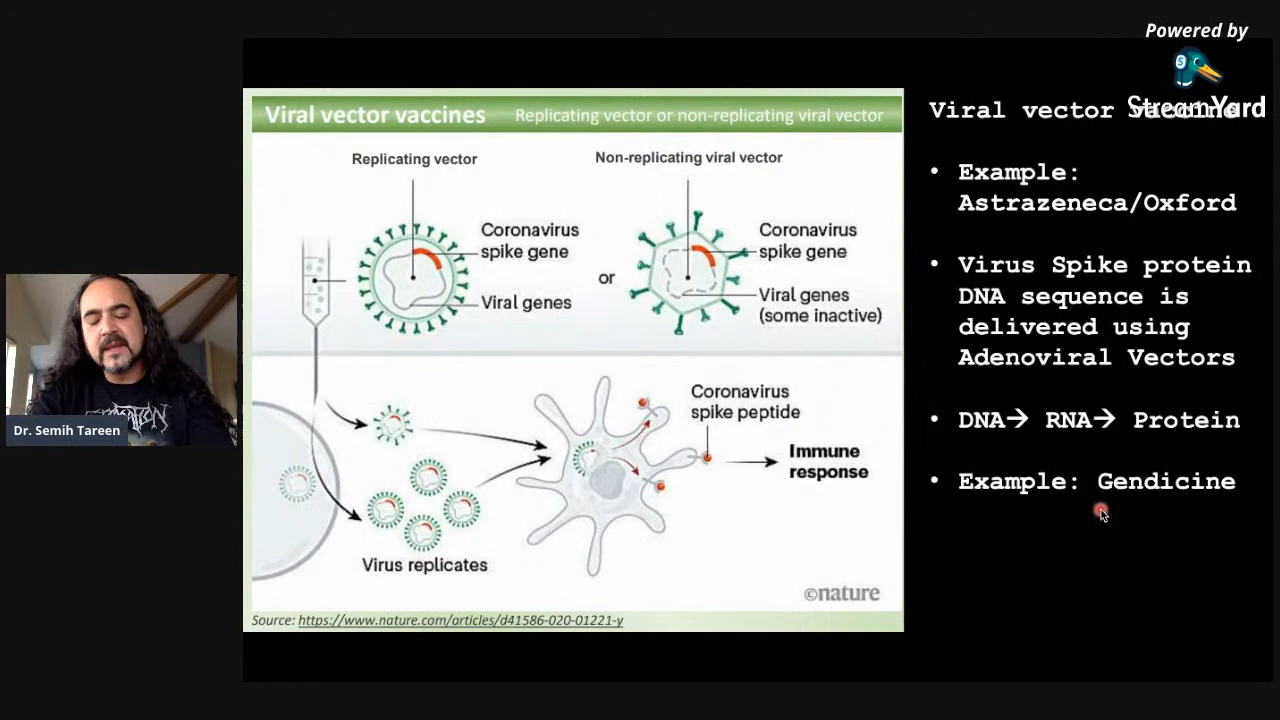 Powered by
StreamYard
Viral vector vaccines
Replicating vector or non-replicating viral vector
Replicating vector
Non-replicating viral vector
Coronavirus
spike gene
Viral genes
or
Coronavirus
spike gene
Viral genes
(some inactive)
Coronavirus
spike peptide
Immune
response
Virus replicates
©nature
Source: https://www.nature.com/articles/d41586-020-01221-y
Viral vector vaccine
• Example:
Astrazeneca/Oxford
• Virus Spike protein
DNA sequence is
delivered using
Adenoviral Vectors
• DNA→ RNA→ Protein
• Example: Gendicine
Dr. Semih Tareen